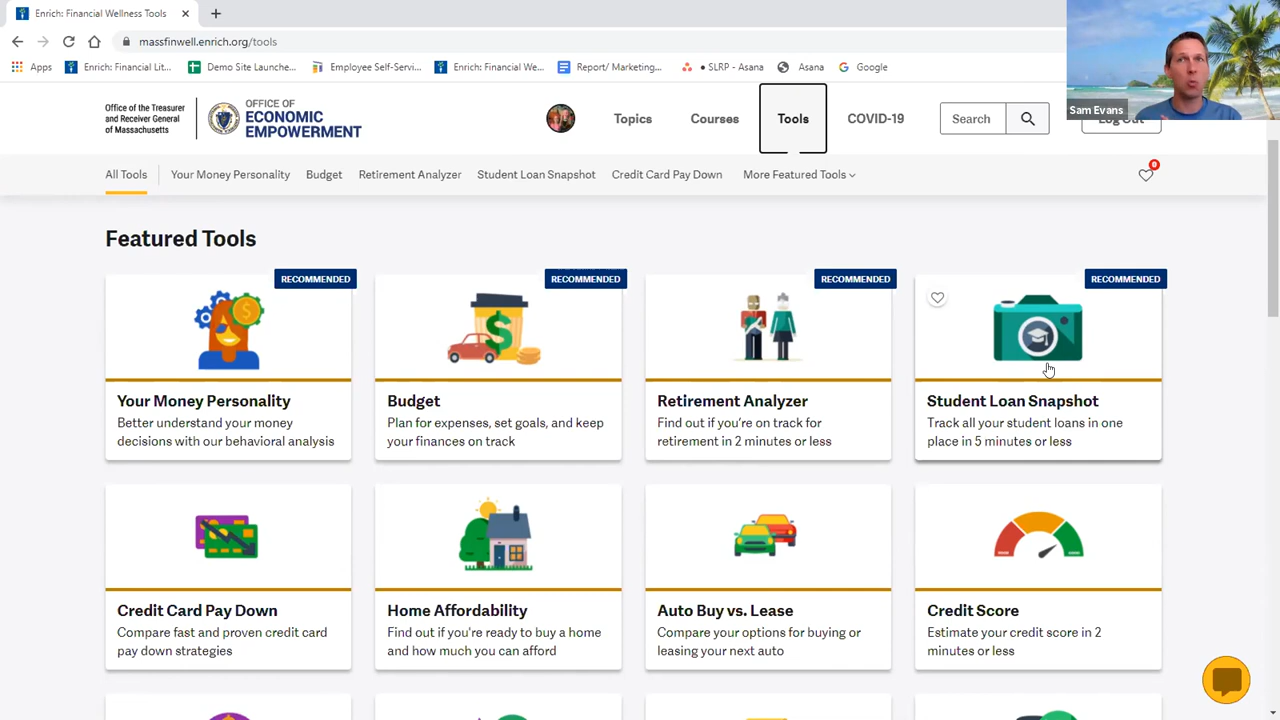 Enrich: Financial Wellness Tools
massfinwell.enrich.org/tools
Apps
Enrich: Financial Lit...
Demo Site Launche...
Employee Self-Servi...
Enrich: Financial We...
Report/ Marketing...
• SLRP - Asana
Asana
Google
Sam Evans
Office of the Treasurer
and Receiver General
of Massachusetts
OFFICE OF
ECONOMIC
EMPOWERMENT
Topics
Courses
Tools
COVID-19
Search
Log Out
All Tools
Your Money Personality
Budget
Retirement Analyzer
Student Loan Snapshot
Credit Card Pay Down
More Featured Tools
Featured Tools
RECOMMENDED
Your Money Personality
Better understand your money
decisions with our behavioral analysis
RECOMMENDED
Budget
Plan for expenses, set goals, and keep
your finances on track
RECOMMENDED
Retirement Analyzer
Find out if you're on track for
retirement in 2 minutes or less
RECOMMENDED
Student Loan Snapshot
Track all your student loans in one
place in 5 minutes or less
Credit Card Pay Down
Compare fast and proven credit card
pay down strategies
Home Affordability
Find out if you're ready to buy a home
and how much you can afford
Auto Buy vs. Lease
Compare your options for buying or
leasing your next auto
Credit Score
Estimate your credit score in 2
minutes or less